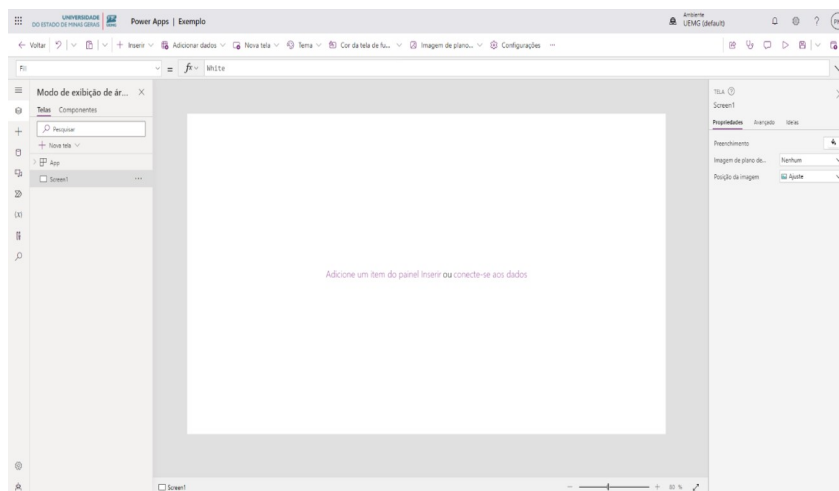 UNIVERSIDADE
DO ESTADO DE MINAS GERAIS
UEMG
Power Apps | Exemplo
Ambiente
UEMG (default)
Voltar
Inserir
Adicionar dados
Nova tela
Tema
Cor da tela de fu...
Imagem de plano...
Configurações
Fill
= fx White
Modo de exibição de ár...
Telas Componentes
Pesquisar
Nova tela
App
Screen1
Adicione um item do painel Inserir ou conecte-se aos dados
TELA
Screen1
Propriedades Avançado Ideias
Preenchimento
Imagem de plano de... Nenhum
Posição da imagem Ajuste
Screen1
80 %